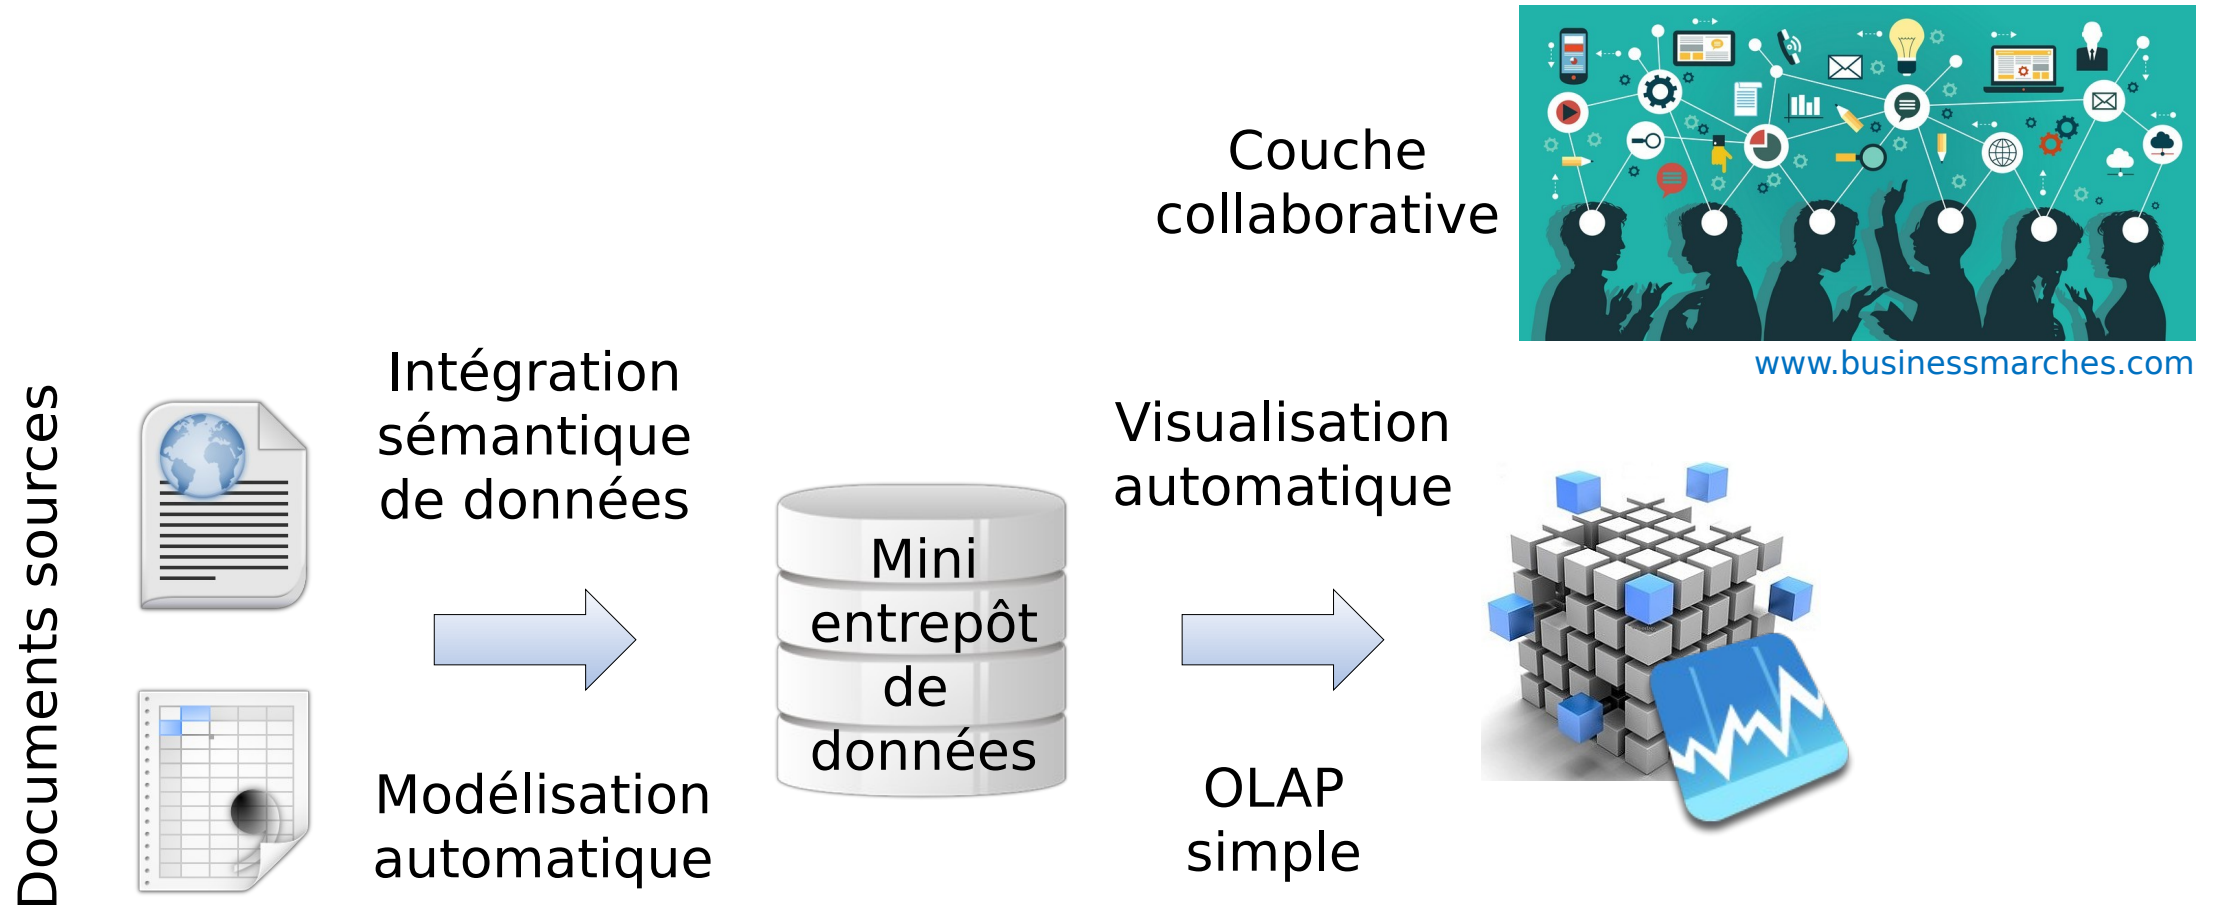 Documents sources
Intégration
sémantique
de données
Modélisation
automatique
Mini
entrepôt
de
données
Couche
collaborative
www.businessmarches.com
Visualisation
automatique
OLAP
simple